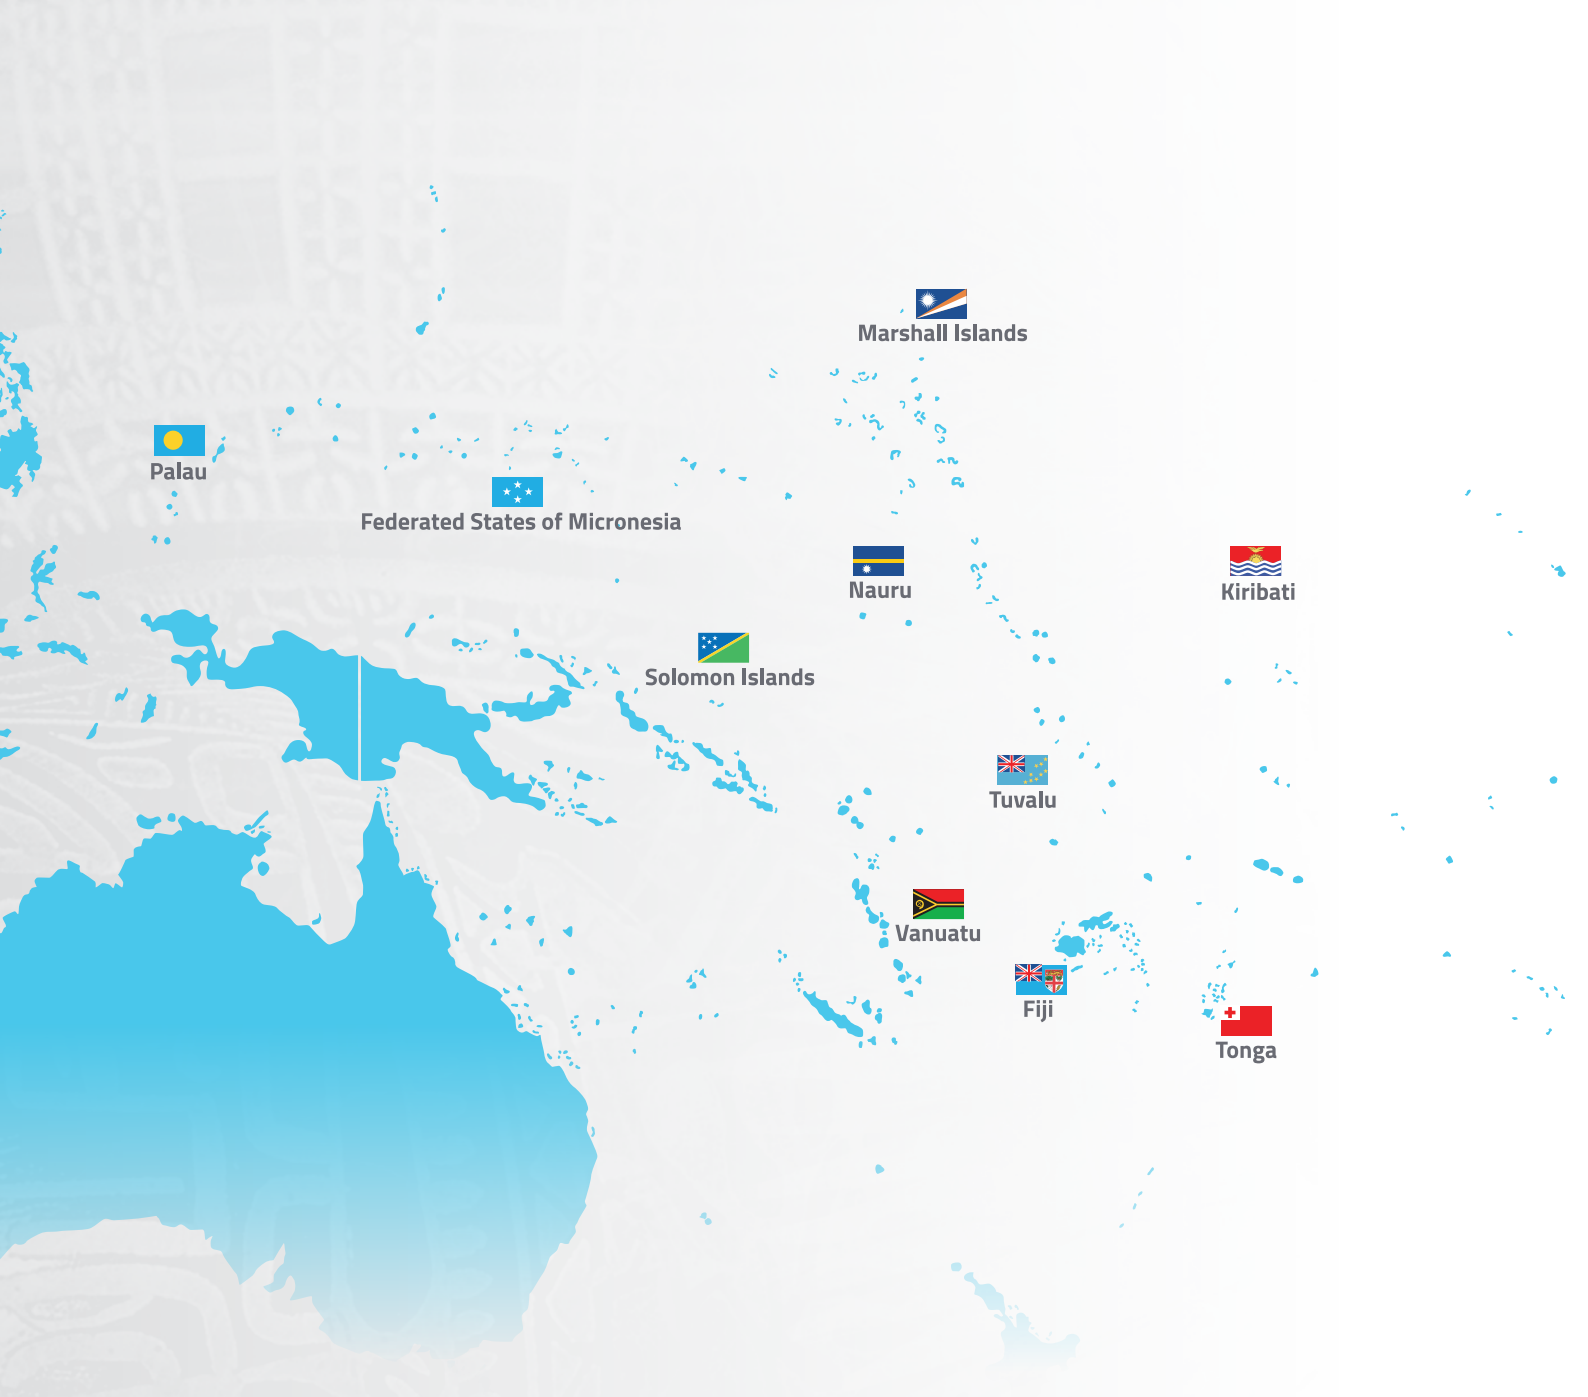 Marshall Islands
Palau
Federated States of Micronesia
Nauru
Kiribati
Solomon Islands
Tuvalu
Vanuatu
Fiji
Tonga